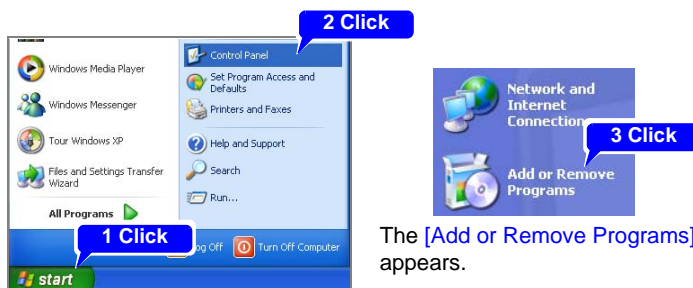 2 Click
Windows Media Player
Windows Messenger
Tour Windows XP
Files and Settings Transfer
Wizard
All Programs
Control Panel
Set Program Access and
Defaults
Printers and Faxes
Help and Support
Search
Run...
1 Click
og Off
Turn Off Computer
start
Network and
Internet
Connection
3 Click
Add or Remove
Programs
The [Add or Remove Programs]
appears.